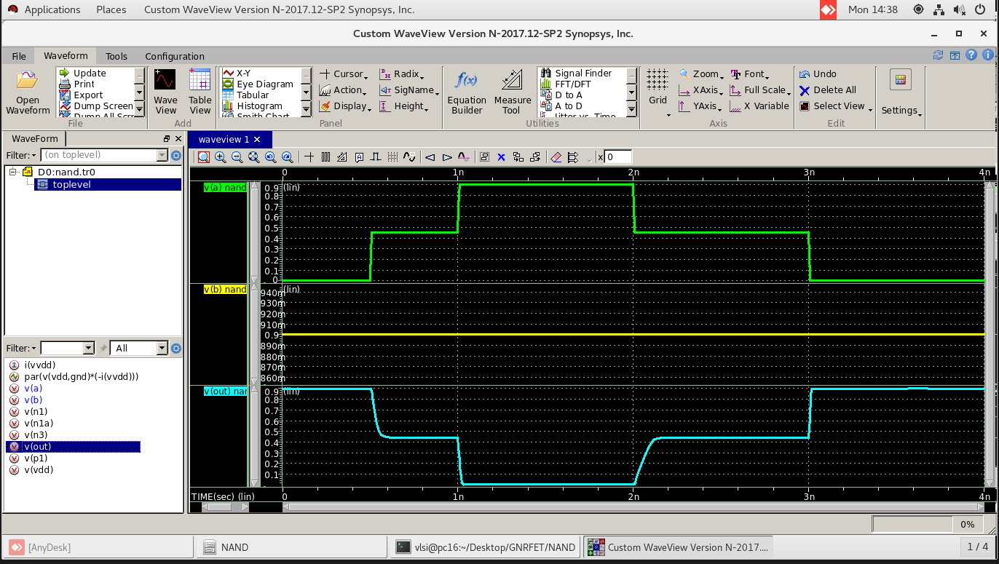 Applications Places Custom WaveView Version N-2017.12-SP2 Synopsys, Inc. Mon 14:38
Custom WaveView Version N-2017.12-SP2 Synopsys, Inc.
File Waveform Tools Configuration
Open Waveform
Update
Print
Export
Dump Screen
File
Wave View
Table View
Add
X-Y
Eye Diagram
Tabular
Histogram
Smith Chart
Cursor
Action
Display
Radix
SigName
Height
Panel
f(x)
Equation Builder
Measure Tool
Signal Finder
FFT/DFT
D to A
A to D
Jitter vs. Time
Utilities
Grid
Zoom
XAxis
YAxis
Font
Full Scale
X Variable
Axis
Undo
Delete All
Select View
Edit
Settings
WaveForm
waveview 1
Filter: (on toplevel)
x 0
D0:nand.tr0
toplevel
0 1n 2n 3n 4n
v(a) nand
(lin)
0.9
0.8
0.7
0.6
0.5
0.4
0.3
0.2
0.1
0
v(b) nand
(lin)
940m
930m
920m
910m
0.9
890m
880m
870m
860m
Filter: All
i(vvdd)
par(v(vdd,gnd)*(-i(vvdd)))
v(a)
v(b)
v(n1)
v(n1a)
v(n3)
v(out)
v(p1)
v(vdd)
v(out) nan
(lin)
0.9
0.8
0.7
0.6
0.5
0.4
0.3
0.2
0.1
TIME(sec) (lin) 0 1n 2n 3n 4n
0%
[AnyDesk] NAND vlsi@pc16:~/Desktop/GNRFET/NAND Custom WaveView Version N-2017.... 1 / 4